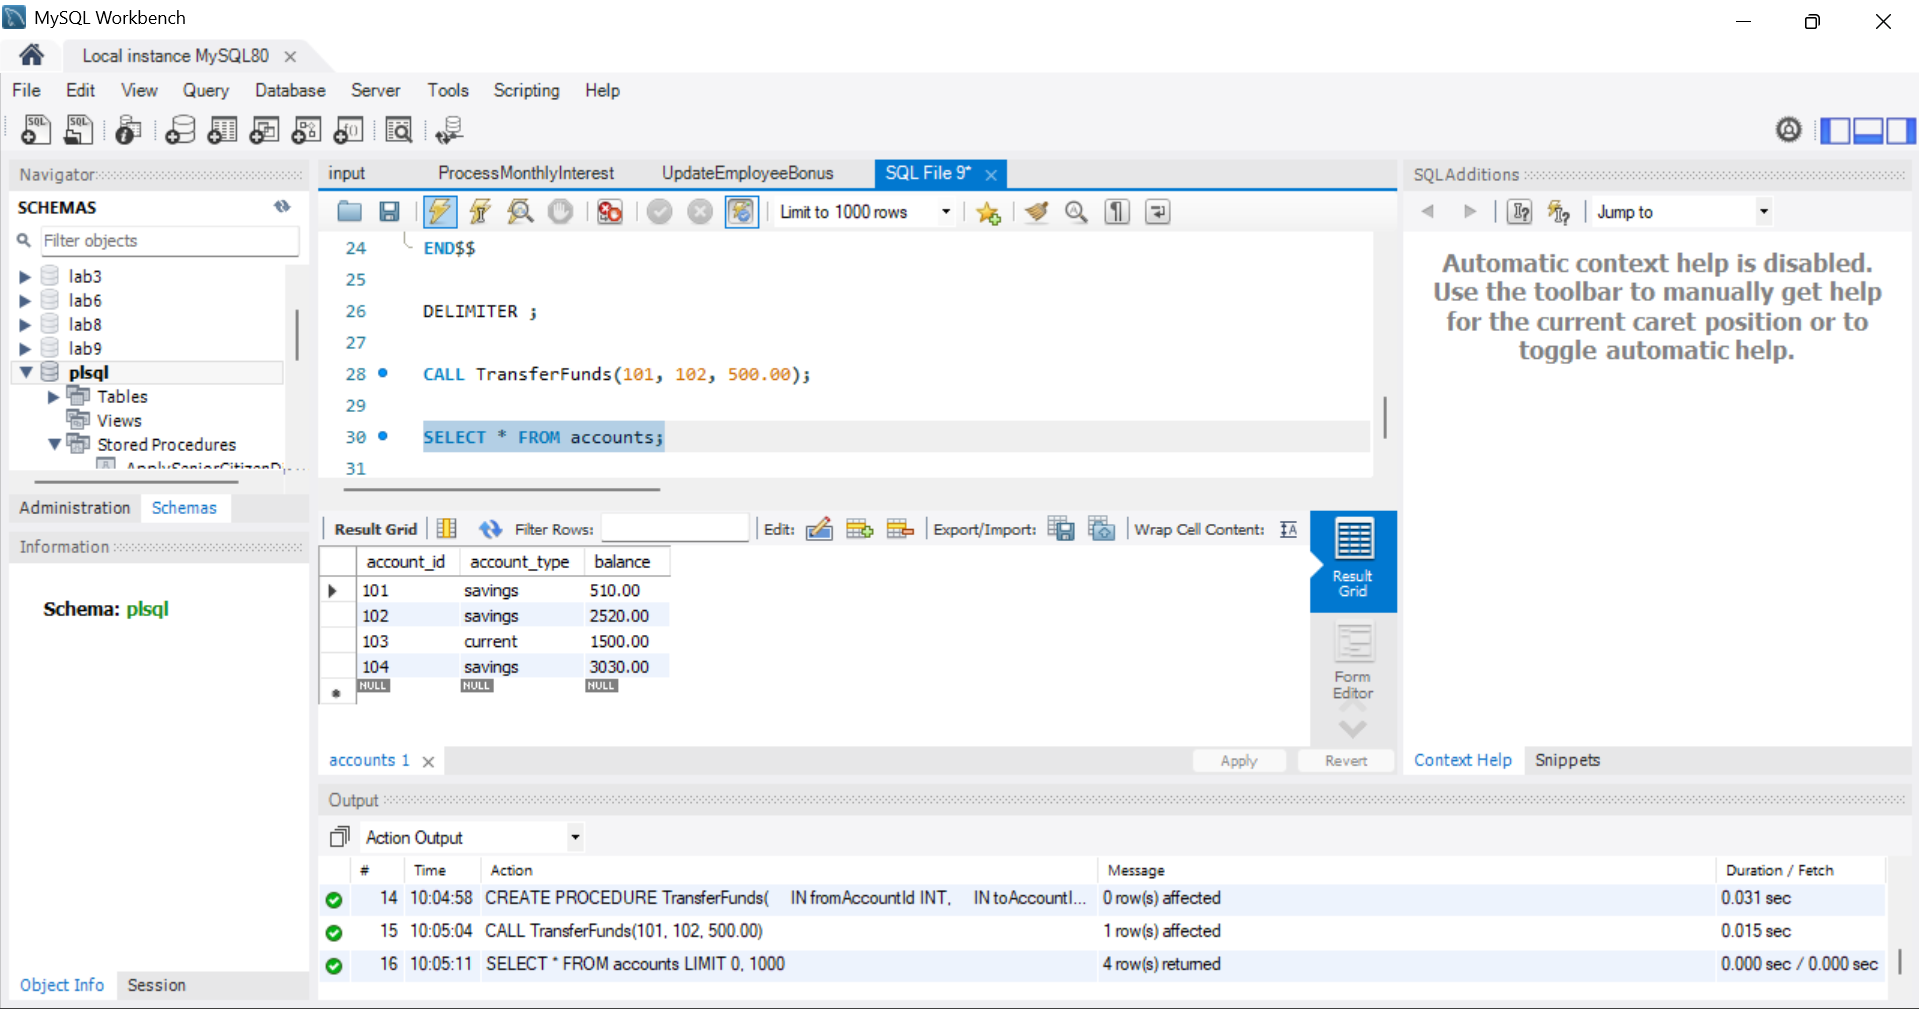 MySQL Workbench
Local instance MySQL80
File Edit View Query Database Server Tools Scripting Help
Navigator
SCHEMAS
Filter objects
lab3
lab6
lab8
lab9
plsql
Tables
Views
Stored Procedures
Administration Schemas
Information
Schema: plsql
Object Info Session
input ProcessMonthlyInterest UpdateEmployeeBonus SQL File 9*
Limit to 1000 rows
24 END$$
25
26 DELIMITER ;
27
28 CALL TransferFunds(101, 102, 500.00);
29
30 SELECT * FROM accounts;
31
Result Grid Filter Rows: Edit: Export/Import: Wrap Cell Content:
account_id account_type balance
101 savings 510.00
102 savings 2520.00
103 current 1500.00
104 savings 3030.00
NULL NULL NULL
Result
Grid
Form
Editor
accounts 1
Apply Revert
SQLAdditions
Jump to
Automatic context help is disabled.
Use the toolbar to manually get help
for the current caret position or to
toggle automatic help.
Context Help Snippets
Output
Action Output
# Time Action Message Duration / Fetch
14 10:04:58 CREATE PROCEDURE TransferFunds( IN fromAccountId INT, IN toAccountI... 0 row(s) affected 0.031 sec
15 10:05:04 CALL TransferFunds(101, 102, 500.00) 1 row(s) affected 0.015 sec
16 10:05:11 SELECT * FROM accounts LIMIT 0, 1000 4 row(s) returned 0.000 sec / 0.000 sec